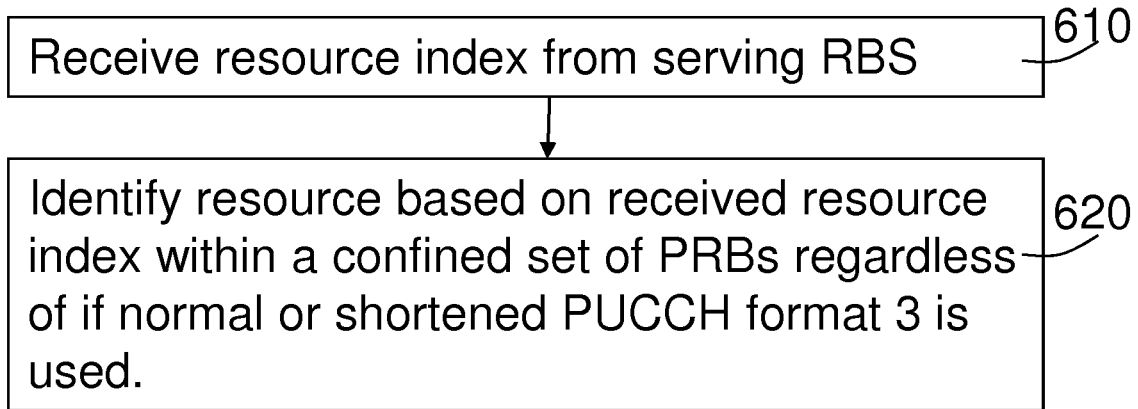 610
Receive resource index from serving RBS
Identify resource based on received resource
index within a confined set of PRBs regardless
of if normal or shortened PUCCH format 3 is
used.
620